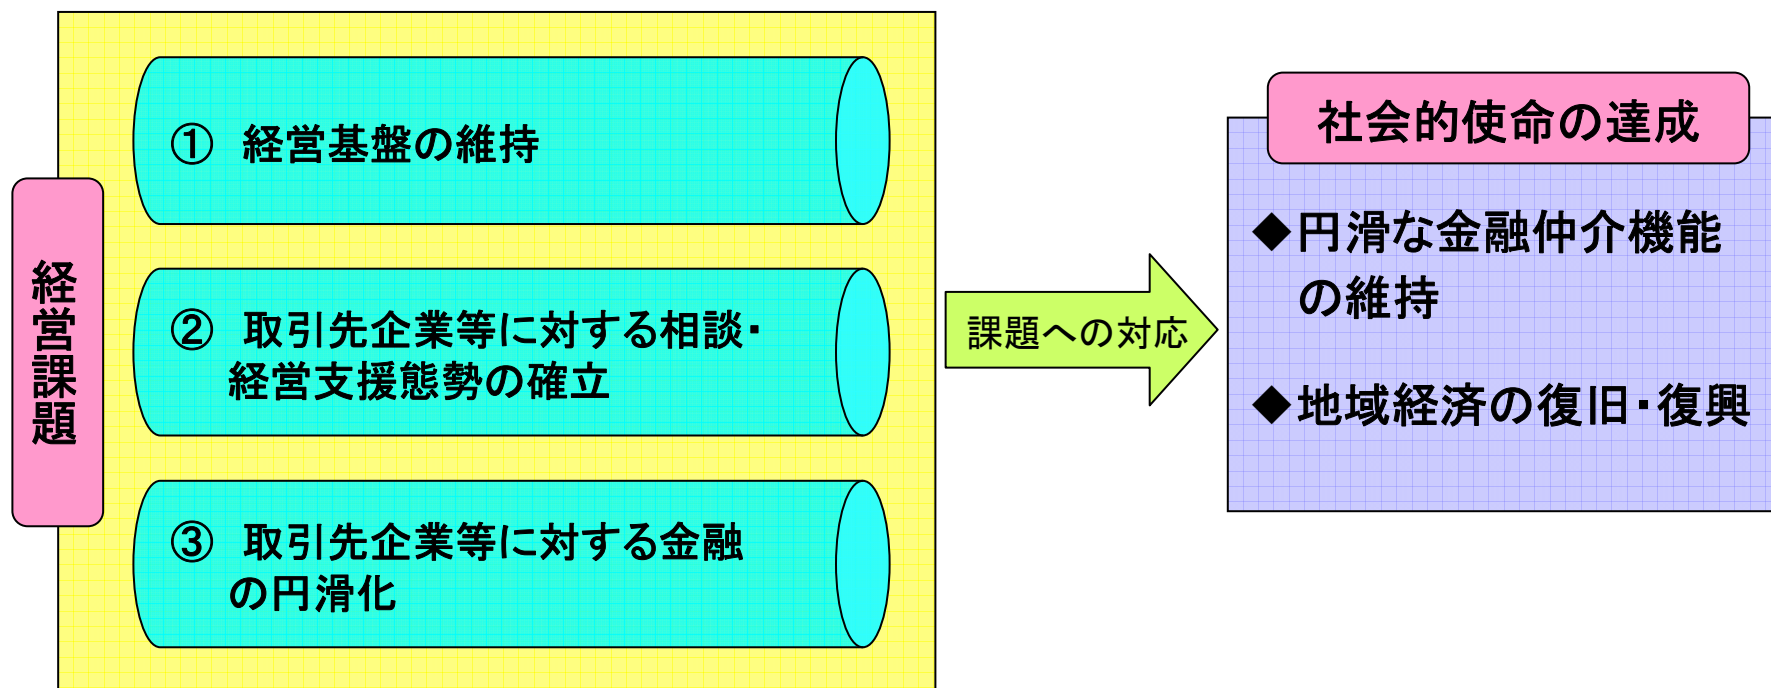 経営課題
① 経営基盤の維持
② 取引先企業等に対する相談・
経営支援態勢の確立
③ 取引先企業等に対する金融
の円滑化
課題への対応
社会的使命の達成
◆円滑な金融仲介機能
の維持
◆地域経済の復旧・復興